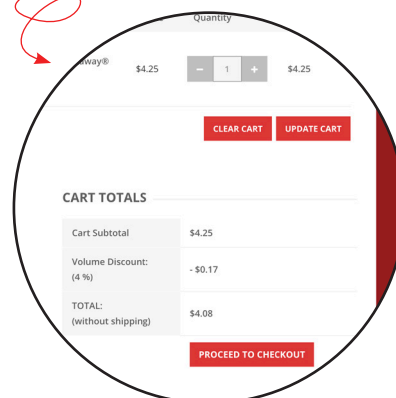 Quantity
$4.25 − 1 + $4.25
CLEAR CART UPDATE CART
CART TOTALS
Cart Subtotal $4.25
Volume Discount:
(4 %) - $0.17
TOTAL:
(without shipping) $4.08
PROCEED TO CHECKOUT